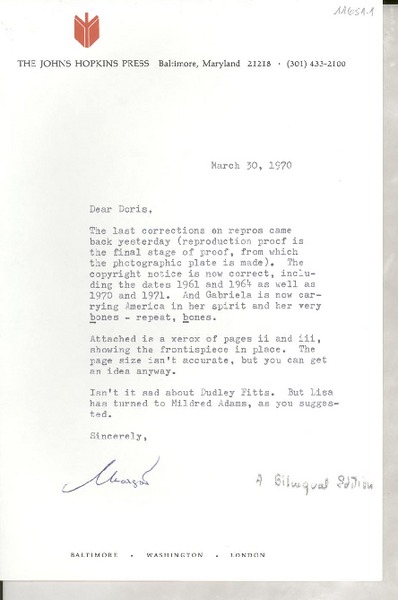 THE JOHNS HOPKINS PRESS Baltimore, Maryland 21218 · (301) 433-2100
March 30, 1970
Dear Doris,
The last corrections on repros came
back yesterday (reproduction proof is
the final stage of proof, from which
the photographic plate is made). The
copyright notice is now correct, inclu-
ding the dates 1961 and 1964 as well as
1970 and 1971. And Gabriela is now car-
rying America in her spirit and her very
bones - repeat, bones.
Attached is a xerox of pages ii and iii,
showing the frontispiece in place. The
page size isn't accurate, but you can get
an idea anyway.
Isn't it sad about Dudley Fitts. But Lisa
has turned to Mildred Adams, as you sugges-
ted.
Sincerely,
A Bilingual Edition
BALTIMORE · WASHINGTON · LONDON